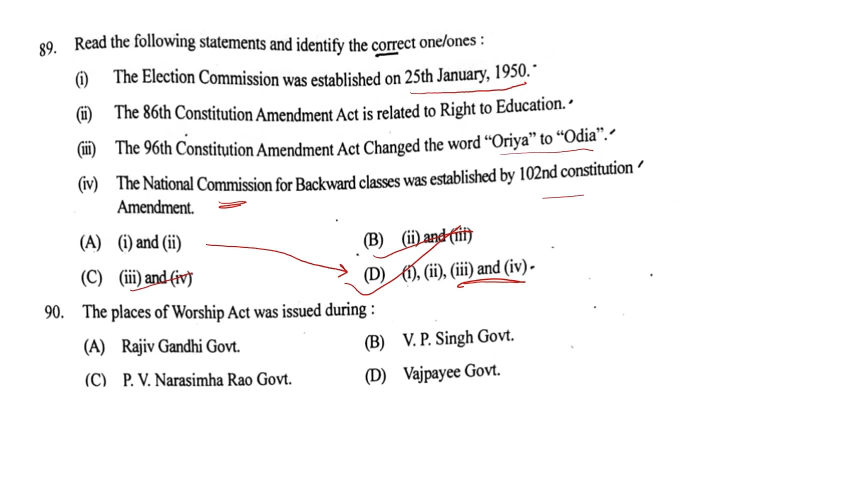 89. Read the following statements and identify the correct one/ones :
(i) The Election Commission was established on 25th January, 1950.
(ii) The 86th Constitution Amendment Act is related to Right to Education.
(iii) The 96th Constitution Amendment Act Changed the word “Oriya” to “Odia”.
(iv) The National Commission for Backward classes was established by 102nd constitution
Amendment.
(A) (i) and (ii) (B) (ii) and (iii)
(C) (iii) and (iv) (D) (i), (ii), (iii) and (iv)
90. The places of Worship Act was issued during :
(A) Rajiv Gandhi Govt. (B) V. P. Singh Govt.
(C) P. V. Narasimha Rao Govt. (D) Vajpayee Govt.